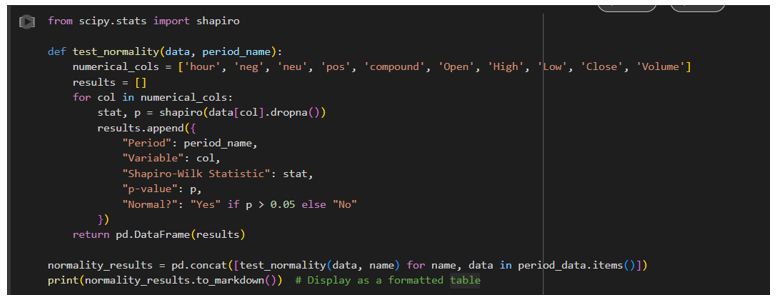 from scipy.stats import shapiro
def test_normality(data, period_name):
    numerical_cols = ['hour', 'neg', 'neu', 'pos', 'compound', 'Open', 'High', 'Low', 'Close', 'Volume']
    results = []
    for col in numerical_cols:
        stat, p = shapiro(data[col].dropna())
        results.append({
            "Period": period_name,
            "Variable": col,
            "Shapiro-Wilk Statistic": stat,
            "p-value": p,
            "Normal?": "Yes" if p > 0.05 else "No"
        })
    return pd.DataFrame(results)
normality_results = pd.concat([test_normality(data, name) for name, data in period_data.items()])
print(normality_results.to_markdown())  # Display as a formatted table